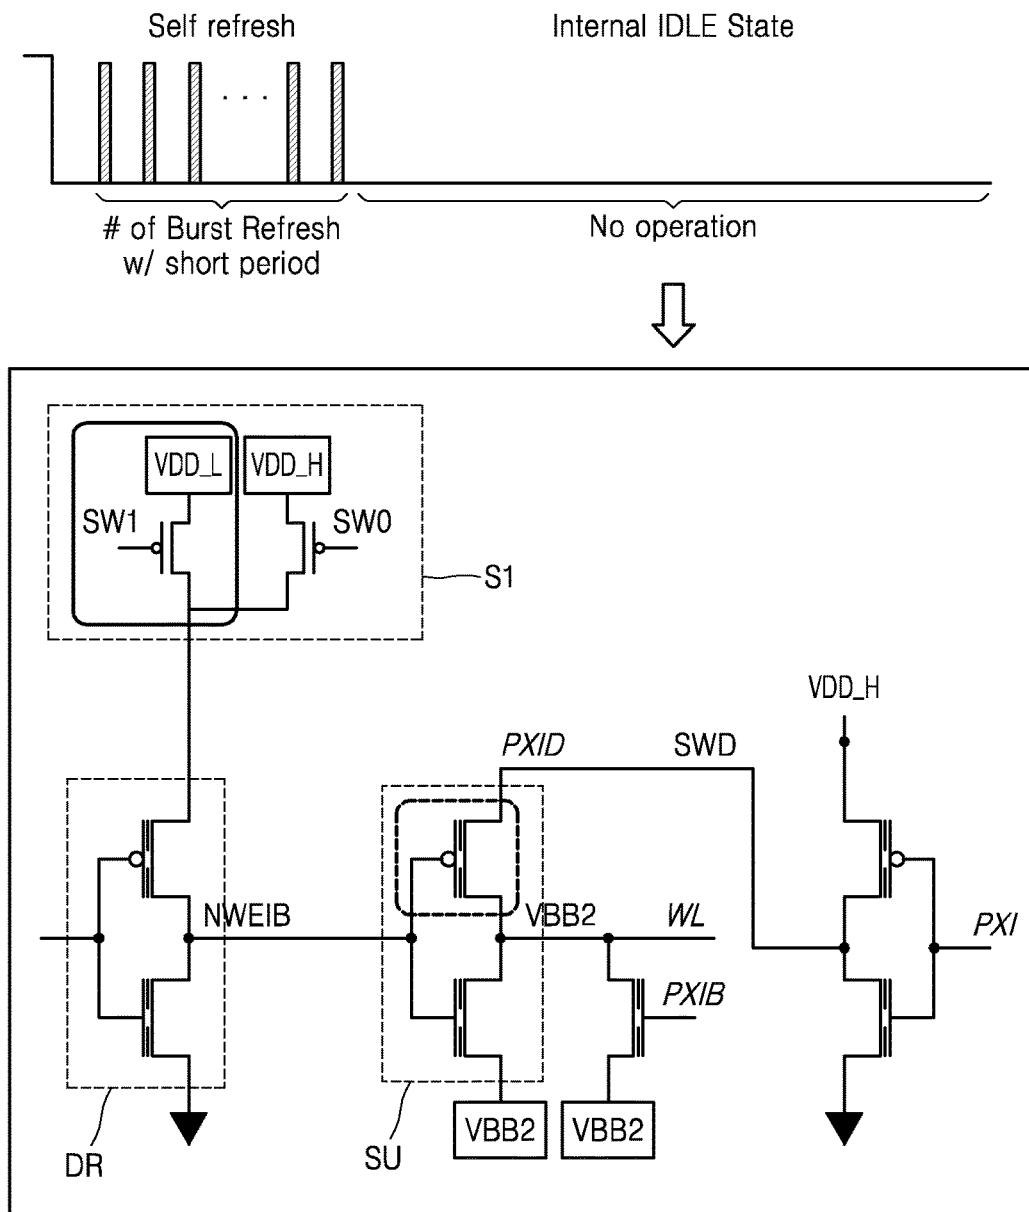 Self refresh
Internal IDLE State
. . .
# of Burst Refresh
w/ short period
No operation
VDD_L
VDD_H
SW1
SW0
S1
VDD_H
PXID
SWD
NWEIB
VBB2
WL
PXI
PXIB
VBB2
VBB2
DR
SU